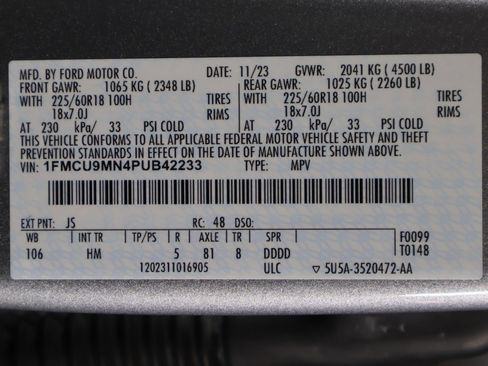 MFD. BY FORD MOTOR CO. DATE: 11/23 GVWR: 2041 KG ( 4500 LB)
FRONT GAWR: 1065 KG ( 2348 LB) REAR GAWR: 1025 KG ( 2260 LB)
WITH 225/60R18 100H TIRES WITH 225/60R18 100H TIRES
18x7.0J RIMS 18x7.0J RIMS
AT 230 kPa/ 33 PSI COLD AT 230 kPa/ 33 PSI COLD
THIS VEHICLE CONFORMS TO ALL APPLICABLE FEDERAL MOTOR VEHICLE SAFETY AND THEFT
PREVENTION STANDARDS IN EFFECT ON THE DATE OF MANUFACTURE SHOWN ABOVE.
VIN: 1FMCU9MN4PUB42233 TYPE: MPV
EXT PNT: JS RC: 48 DSO:
WB INT TR TP/PS R AXLE TR SPR F0099
106 HM 5 81 8 DDDD T0148
1202311016905 ULC 5U5A-3520472-AA